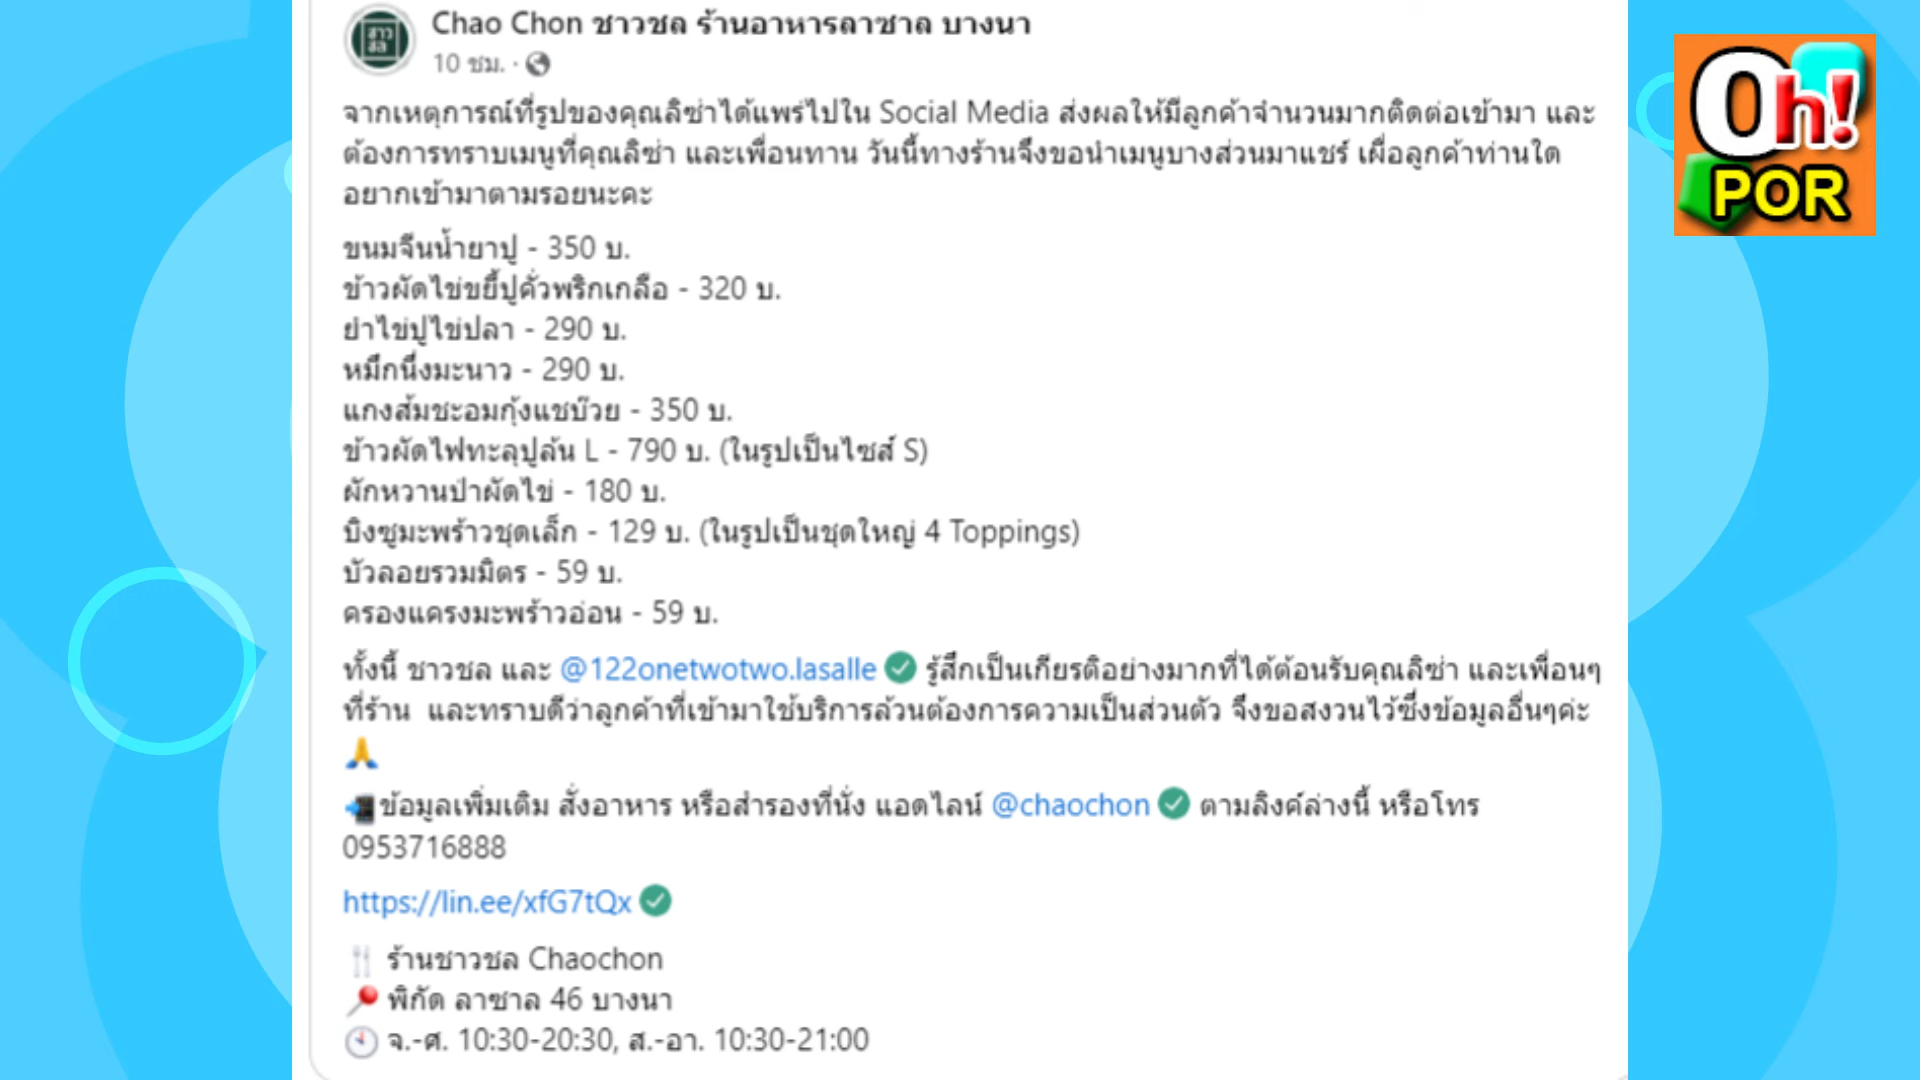 Chao Chon ชาวชล ร้านอาหารลาซาล บางนา
10 ชม. ·
จากเหตุการณ์ที่รูปของคุณลิซ่าได้แพร่ไปใน Social Media ส่งผลให้มีลูกค้าจำนวนมากติดต่อเข้ามา และ
ต้องการทราบเมนูที่คุณลิซ่า และเพื่อนทาน วันนี้ทางร้านจึงขอนำเมนูบางส่วนมาแชร์ เผื่อลูกค้าท่านใด
อยากเข้ามาตามรอยนะคะ
ขนมจีนน้ำยาปู - 350 บ.
ข้าวผัดไข่ขยี้ปูคั่วพริกเกลือ - 320 บ.
ยำไข่ปูไข่ปลา - 290 บ.
หมึกนึ่งมะนาว - 290 บ.
แกงส้มชะอมกุ้งแชบ๊วย - 350 บ.
ข้าวผัดไฟทะลุปูล้น L - 790 บ. (ในรูปเป็นไซส์ S)
ผักหวานป่าผัดไข่ - 180 บ.
บิงซูมะพร้าวชุดเล็ก - 129 บ. (ในรูปเป็นชุดใหญ่ 4 Toppings)
บัวลอยรวมมิตร - 59 บ.
ครองแครงมะพร้าวอ่อน - 59 บ.
ทั้งนี้ ชาวชล และ @122onetwotwo.lasalle รู้สึกเป็นเกียรติอย่างมากที่ได้ต้อนรับคุณลิซ่า และเพื่อนๆ
ที่ร้าน และทราบดีว่าลูกค้าที่เข้ามาใช้บริการล้วนต้องการความเป็นส่วนตัว จึงขอสงวนไว้ซึ่งข้อมูลอื่นๆค่ะ
🙏
📲ข้อมูลเพิ่มเติม สั่งอาหาร หรือสำรองที่นั่ง แอดไลน์ @chaochon ตามลิงค์ล่างนี้ หรือโทร
0953716888
https://lin.ee/xfG7tQx
🍴 ร้านชาวชล Chaochon
📍 พิกัด ลาซาล 46 บางนา
🕙 จ.-ศ. 10:30-20:30, ส.-อา. 10:30-21:00
ชาว
ชล
Oh!
POR